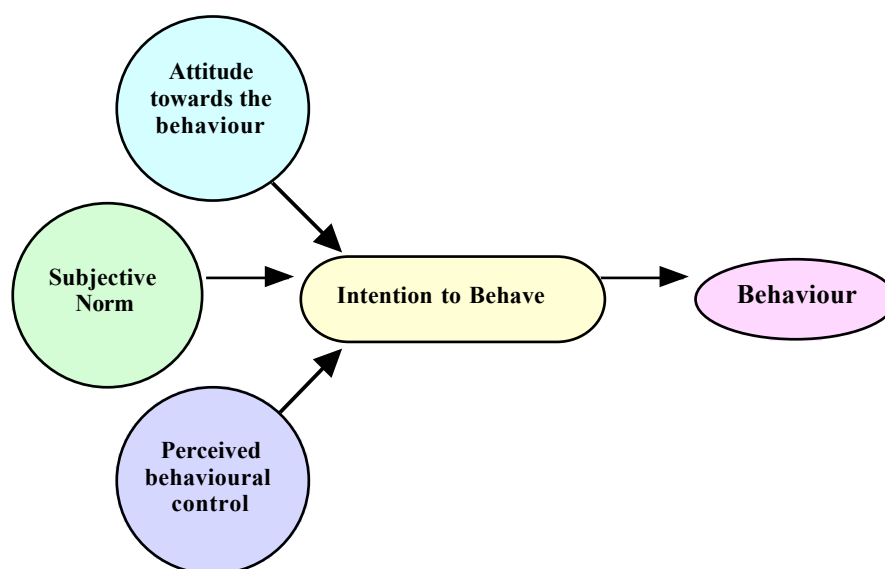 Attitude
towards the
behaviour
Subjective
Norm
Intention to Behave
Behaviour
Perceived
behavioural
control